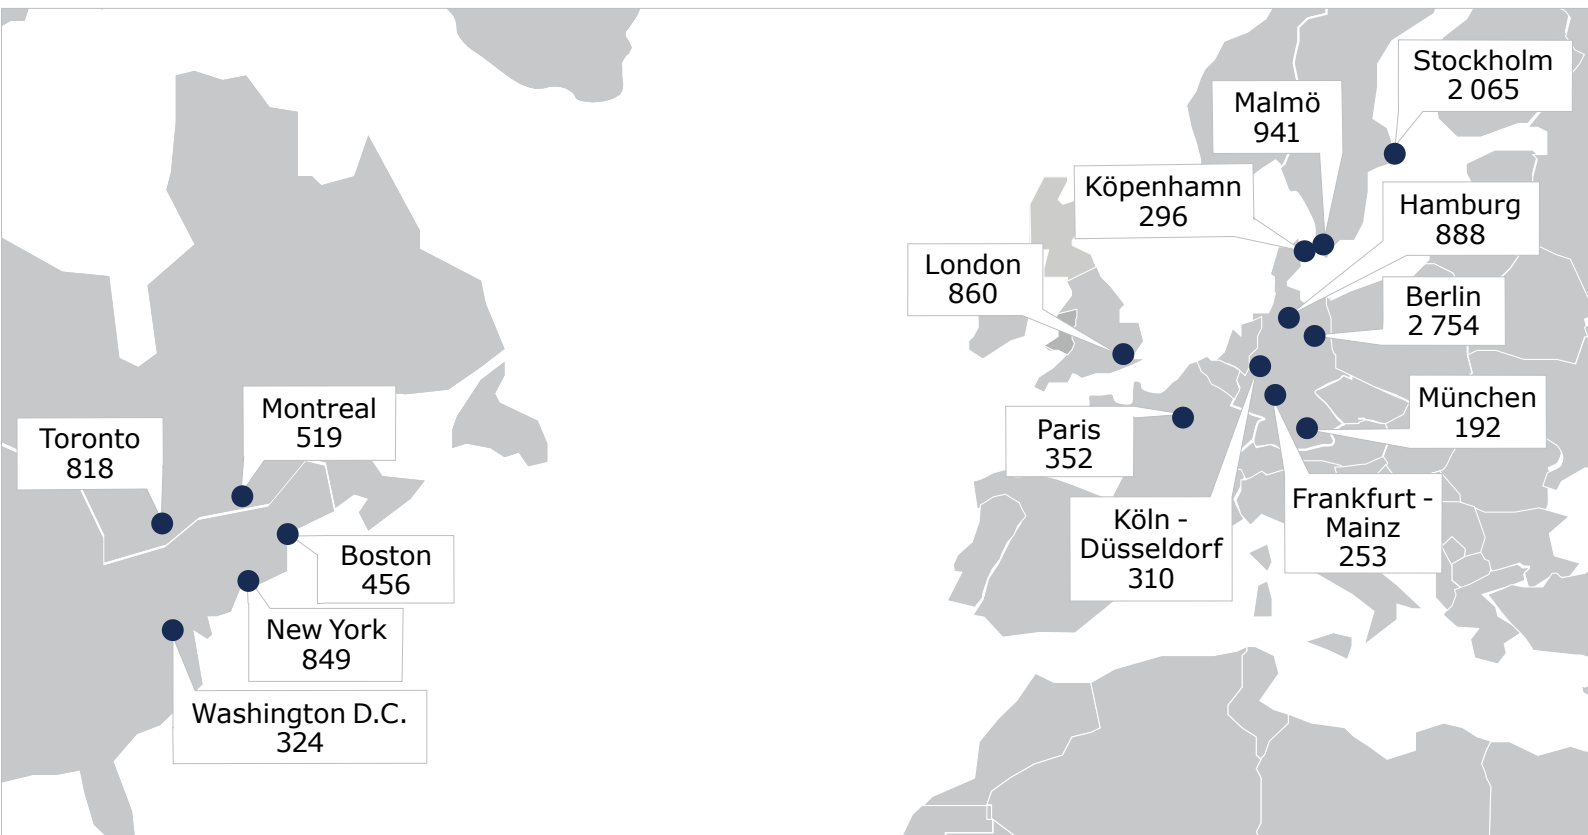 Stockholm
2 065
Malmö
941
Köpenhamn
296
Hamburg
888
London
860
Berlin
2 754
München
192
Paris
352
Köln -
Düsseldorf
310
Frankfurt -
Mainz
253
Montreal
519
Toronto
818
Boston
456
New York
849
Washington D.C.
324